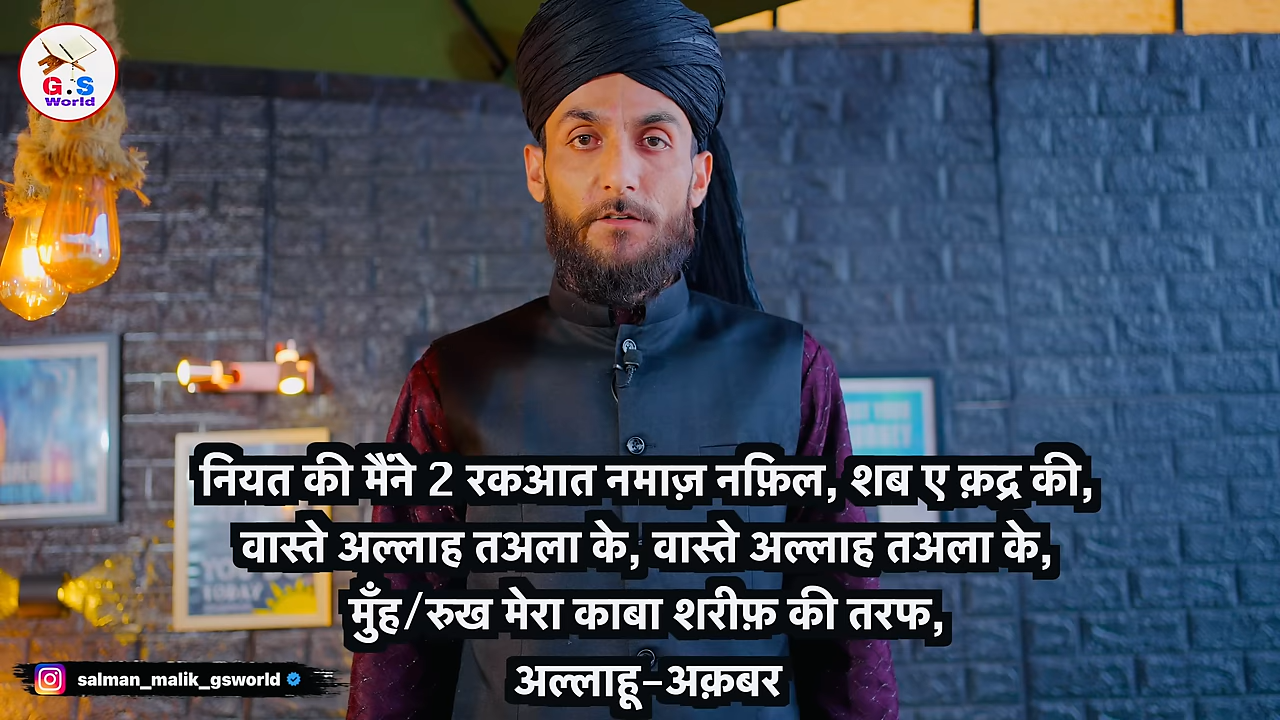 G.S
World
नियत की मैंने 2 रकआत नमाज़ नफ़िल, शब ए क़द्र की,
वास्ते अल्लाह तअला के, वास्ते अल्लाह तअला के,
मुँह/रुख मेरा काबा शरीफ़ की तरफ,
अल्लाहू-अक़बर
salman_malik_gsworld